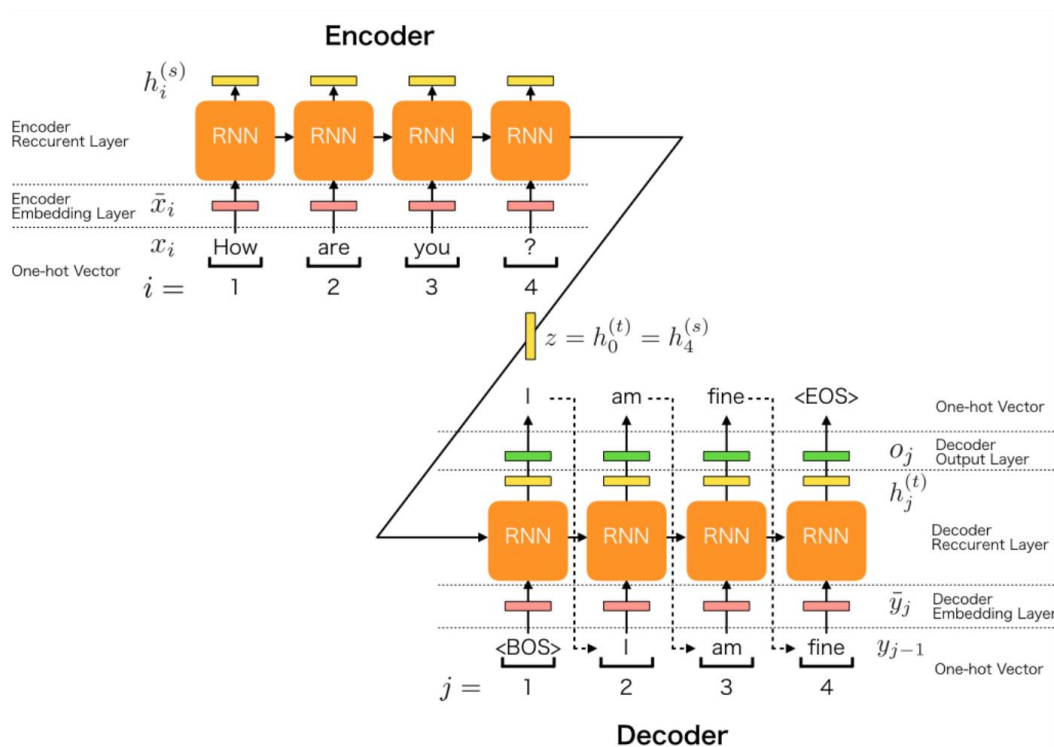 Encoder
h_i^{(s)}
Encoder
Reccurent Layer
RNN RNN RNN RNN
Encoder
Embedding Layer
x̄_i
x_i How are you ?
One-hot Vector
i = 1 2 3 4
z = h_0^{(t)} = h_4^{(s)}
I am fine <EOS>
One-hot Vector
o_j
Decoder
Output Layer
h_j^{(t)}
RNN RNN RNN RNN
Decoder
Reccurent Layer
ȳ_j
Decoder
Embedding Layer
<BOS> I am fine y_{j-1}
One-hot Vector
j = 1 2 3 4
Decoder